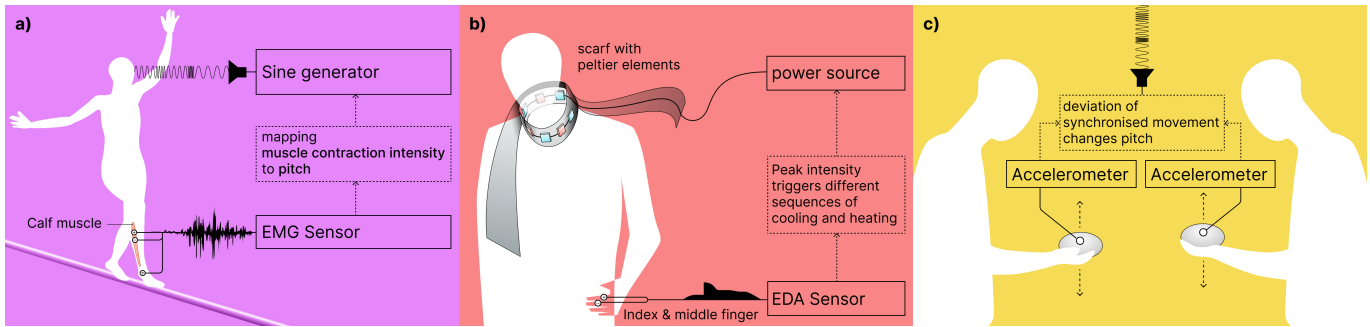 a)
Sine generator
mapping
muscle contraction intensity
to pitch
Calf muscle
EMG Sensor
b)
scarf with
peltier elements
power source
Peak intensity
triggers different
sequences of
cooling and heating
EDA Sensor
Index & middle finger
c)
deviation of
synchronised movement
changes pitch
Accelerometer
Accelerometer